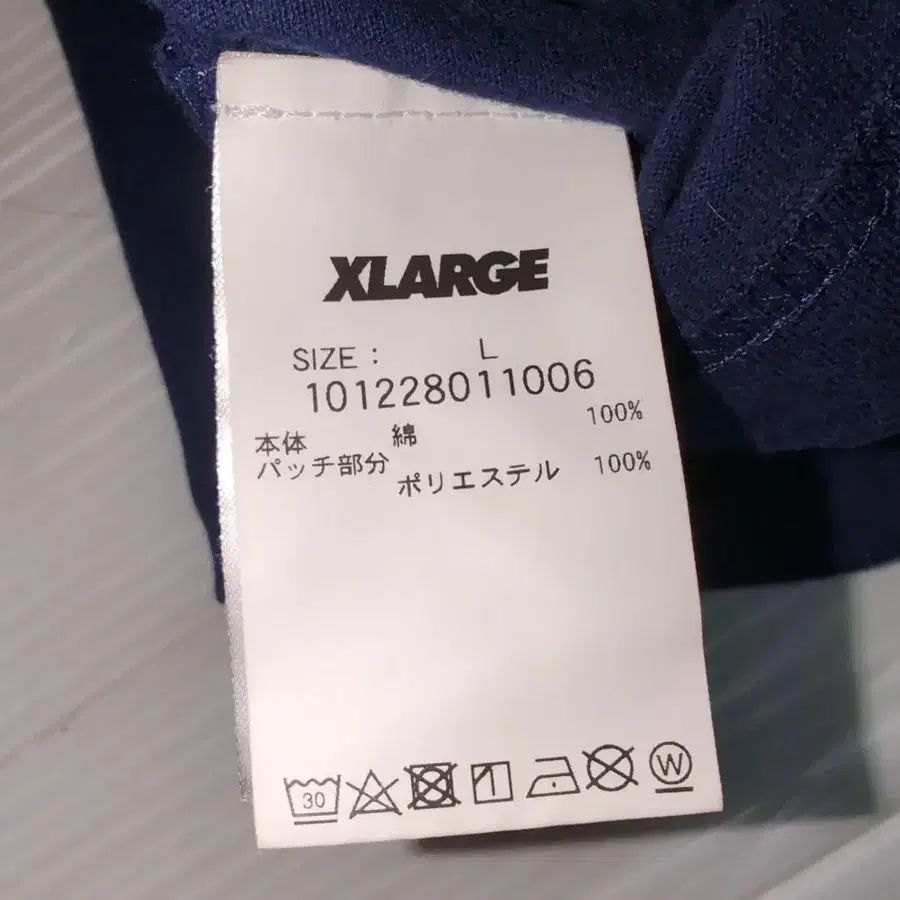 XLARGE
SIZE : L
101228011006
本体 綿 100%
パッチ部分 ポリエステル 100%
30
W